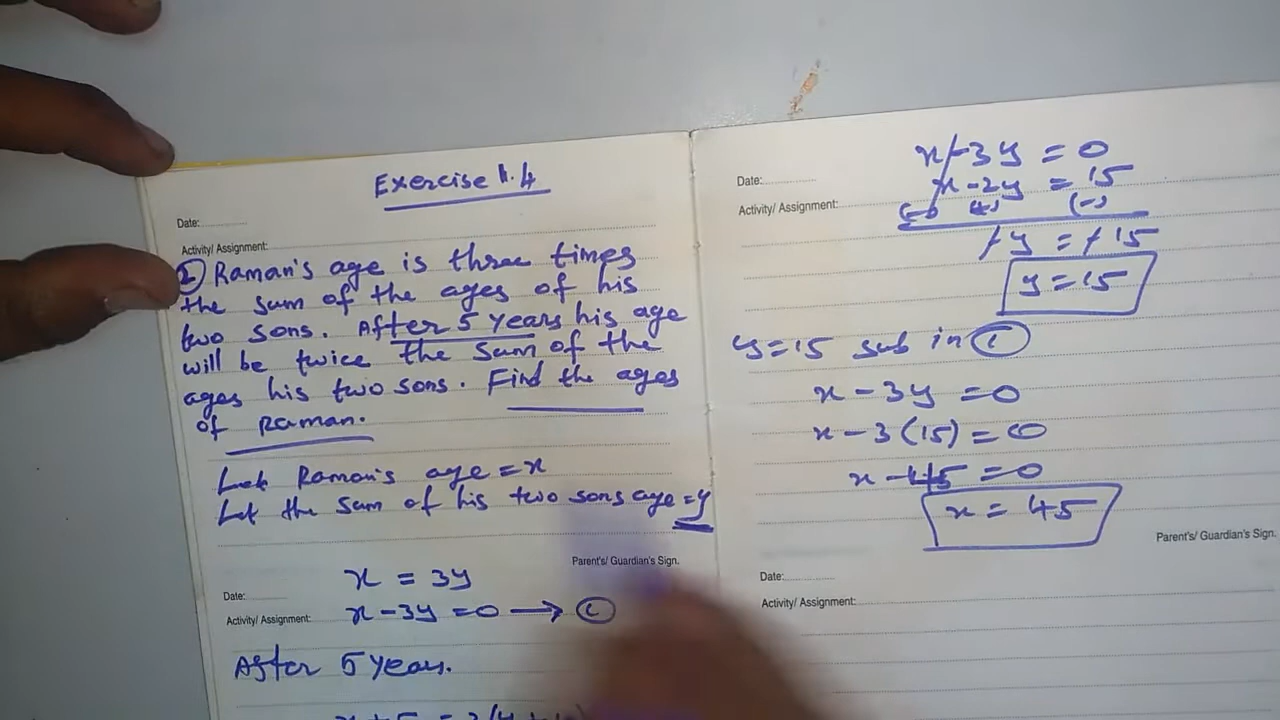 Exercise 11.4
Date:
Activity/ Assignment:
② Raman's age is three times
the sum of the ages of his
two sons. After 5 years his age
will be twice the sum of the
ages his two sons. Find the ages
of Raman.
Let Raman's age = x
Let the sum of his two sons age = y
Parent's/ Guardian's Sign.
x = 3y
Date:
Activity/ Assignment:
x - 3y = 0 →
After 5 years.
Date:
Activity/ Assignment:
x - 3y = 0
x - 2y = 15
(-) (+) (-)
-y = -15
y = 15
y = 15 sub in
x - 3y = 0
x - 3(15) = 0
x - 45 = 0
x = 45
Parent's/ Guardian's Sign.
Date:
Activity/ Assignment: